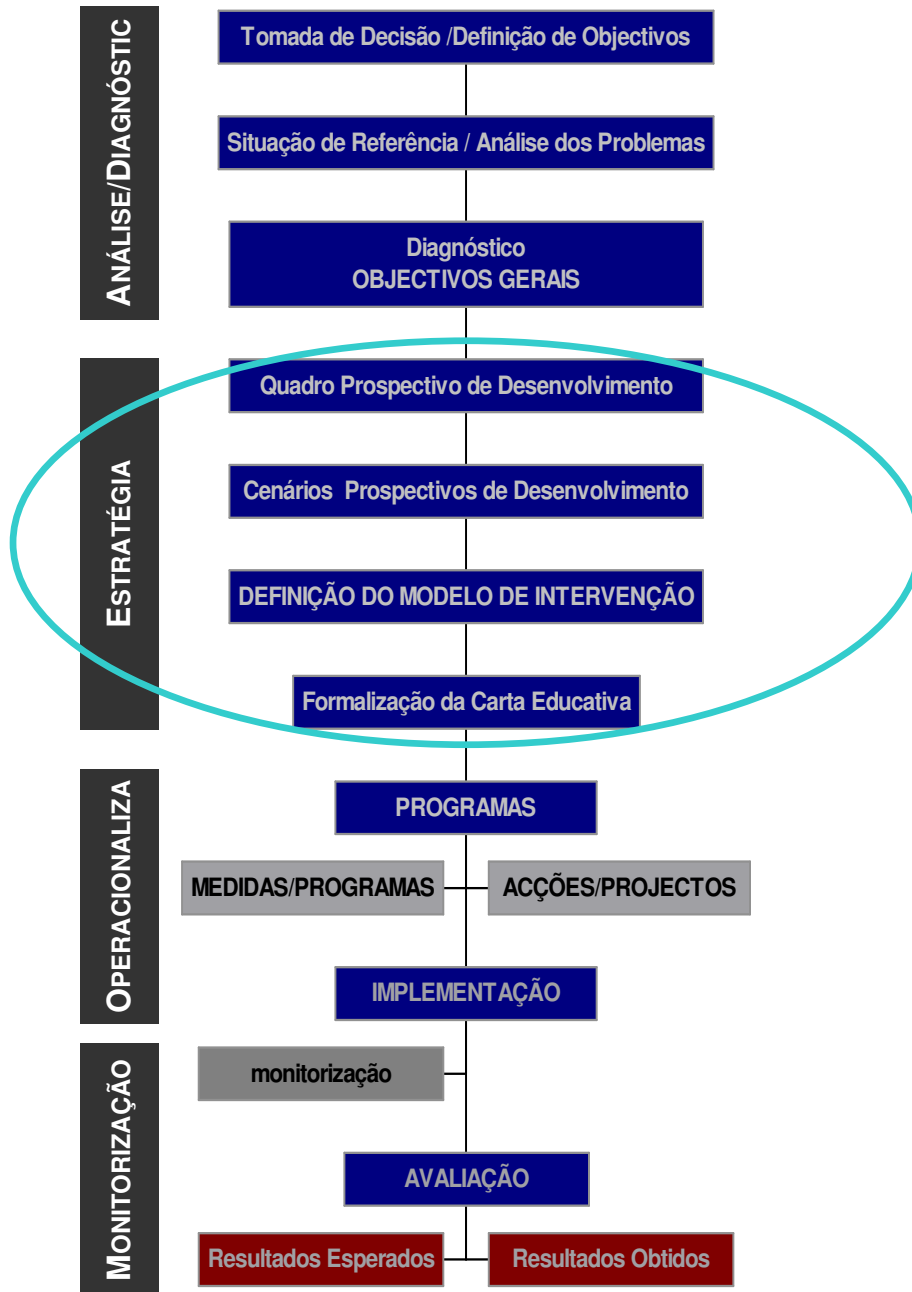 ANÁLISE/DIAGNÓSTIC
Tomada de Decisão /Definição de Objectivos
Situação de Referência / Análise dos Problemas
Diagnóstico
OBJECTIVOS GERAIS
ESTRATÉGIA
Quadro Prospectivo de Desenvolvimento
Cenários Prospectivos de Desenvolvimento
DEFINIÇÃO DO MODELO DE INTERVENÇÃO
Formalização da Carta Educativa
OPERACIONALIZA
PROGRAMAS
MEDIDAS/PROGRAMAS
ACÇÕES/PROJECTOS
IMPLEMENTAÇÃO
MONITORIZAÇÃO
monitorização
AVALIAÇÃO
Resultados Esperados
Resultados Obtidos